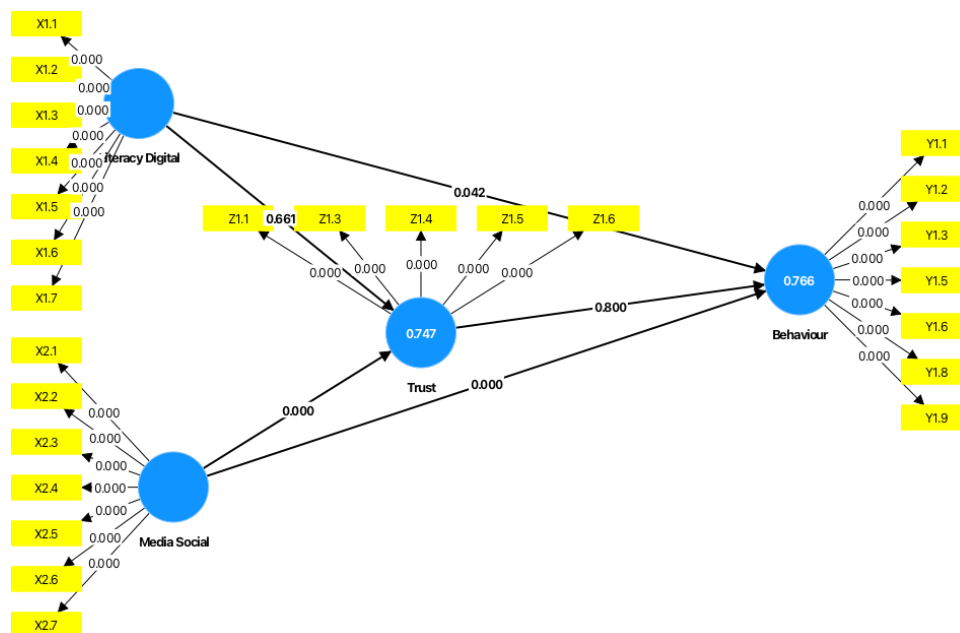 X1.1
X1.2
X1.3
X1.4
X1.5
X1.6
X1.7
0.000
0.000
0.000
0.000
0.000
0.000
0.000
iteracy Digital
0.042
0.661
Z1.1
Z1.3
Z1.4
Z1.5
Z1.6
0.000
0.000
0.000
0.000
0.000
0.747
Trust
0.800
0.000
0.000
X2.1
X2.2
X2.3
X2.4
X2.5
X2.6
X2.7
0.000
0.000
0.000
0.000
0.000
0.000
0.000
Media Social
0.766
Behaviour
0.000
0.000
0.000
0.000
0.000
0.000
0.000
Y1.1
Y1.2
Y1.3
Y1.5
Y1.6
Y1.8
Y1.9